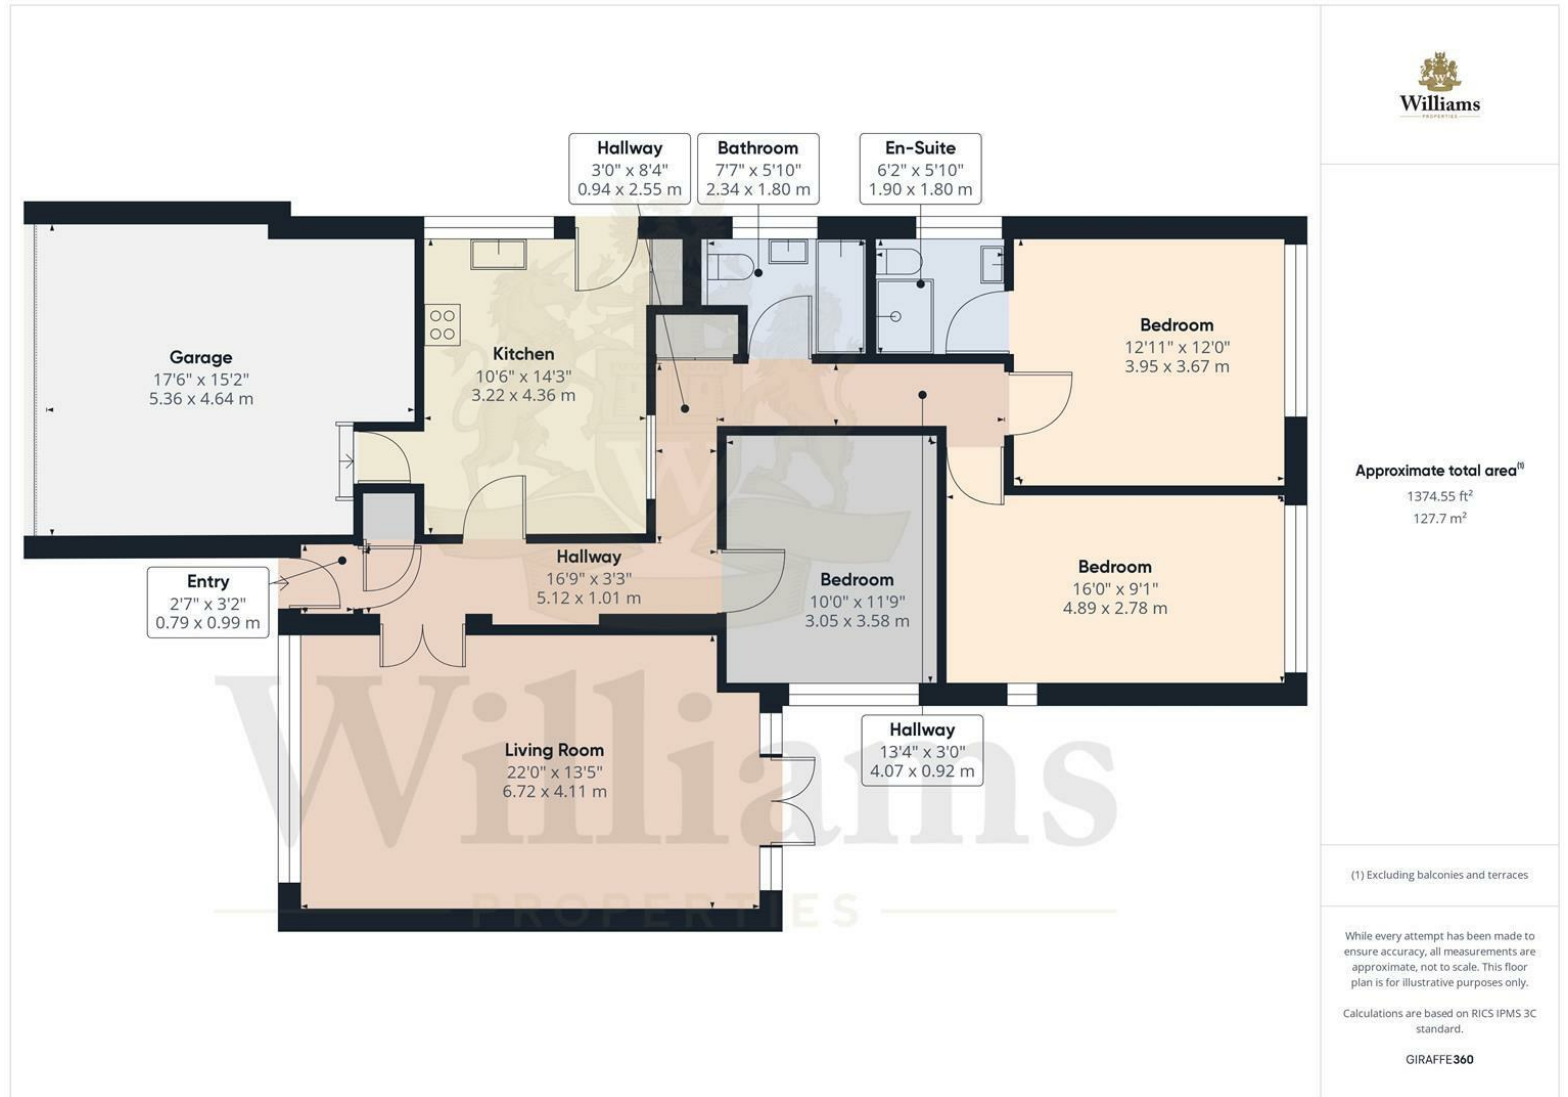 Williams
PROPERTIES
Hallway
3'0" x 8'4"
0.94 x 2.55 m
Bathroom
7'7" x 5'10"
2.34 x 1.80 m
En-Suite
6'2" x 5'10"
1.90 x 1.80 m
Garage
17'6" x 15'2"
5.36 x 4.64 m
Kitchen
10'6" x 14'3"
3.22 x 4.36 m
Bedroom
12'11" x 12'0"
3.95 x 3.67 m
Entry
2'7" x 3'2"
0.79 x 0.99 m
Hallway
16'9" x 3'3"
5.12 x 1.01 m
Bedroom
10'0" x 11'9"
3.05 x 3.58 m
Bedroom
16'0" x 9'1"
4.89 x 2.78 m
Living Room
22'0" x 13'5"
6.72 x 4.11 m
Hallway
13'4" x 3'0"
4.07 x 0.92 m
Williams
PROPERTIES
Approximate total area(1)
1374.55 ft²
127.7 m²
(1) Excluding balconies and terraces
While every attempt has been made to
ensure accuracy, all measurements are
approximate, not to scale. This floor
plan is for illustrative purposes only.
Calculations are based on RICS IPMS 3C
standard.
GIRAFFE360